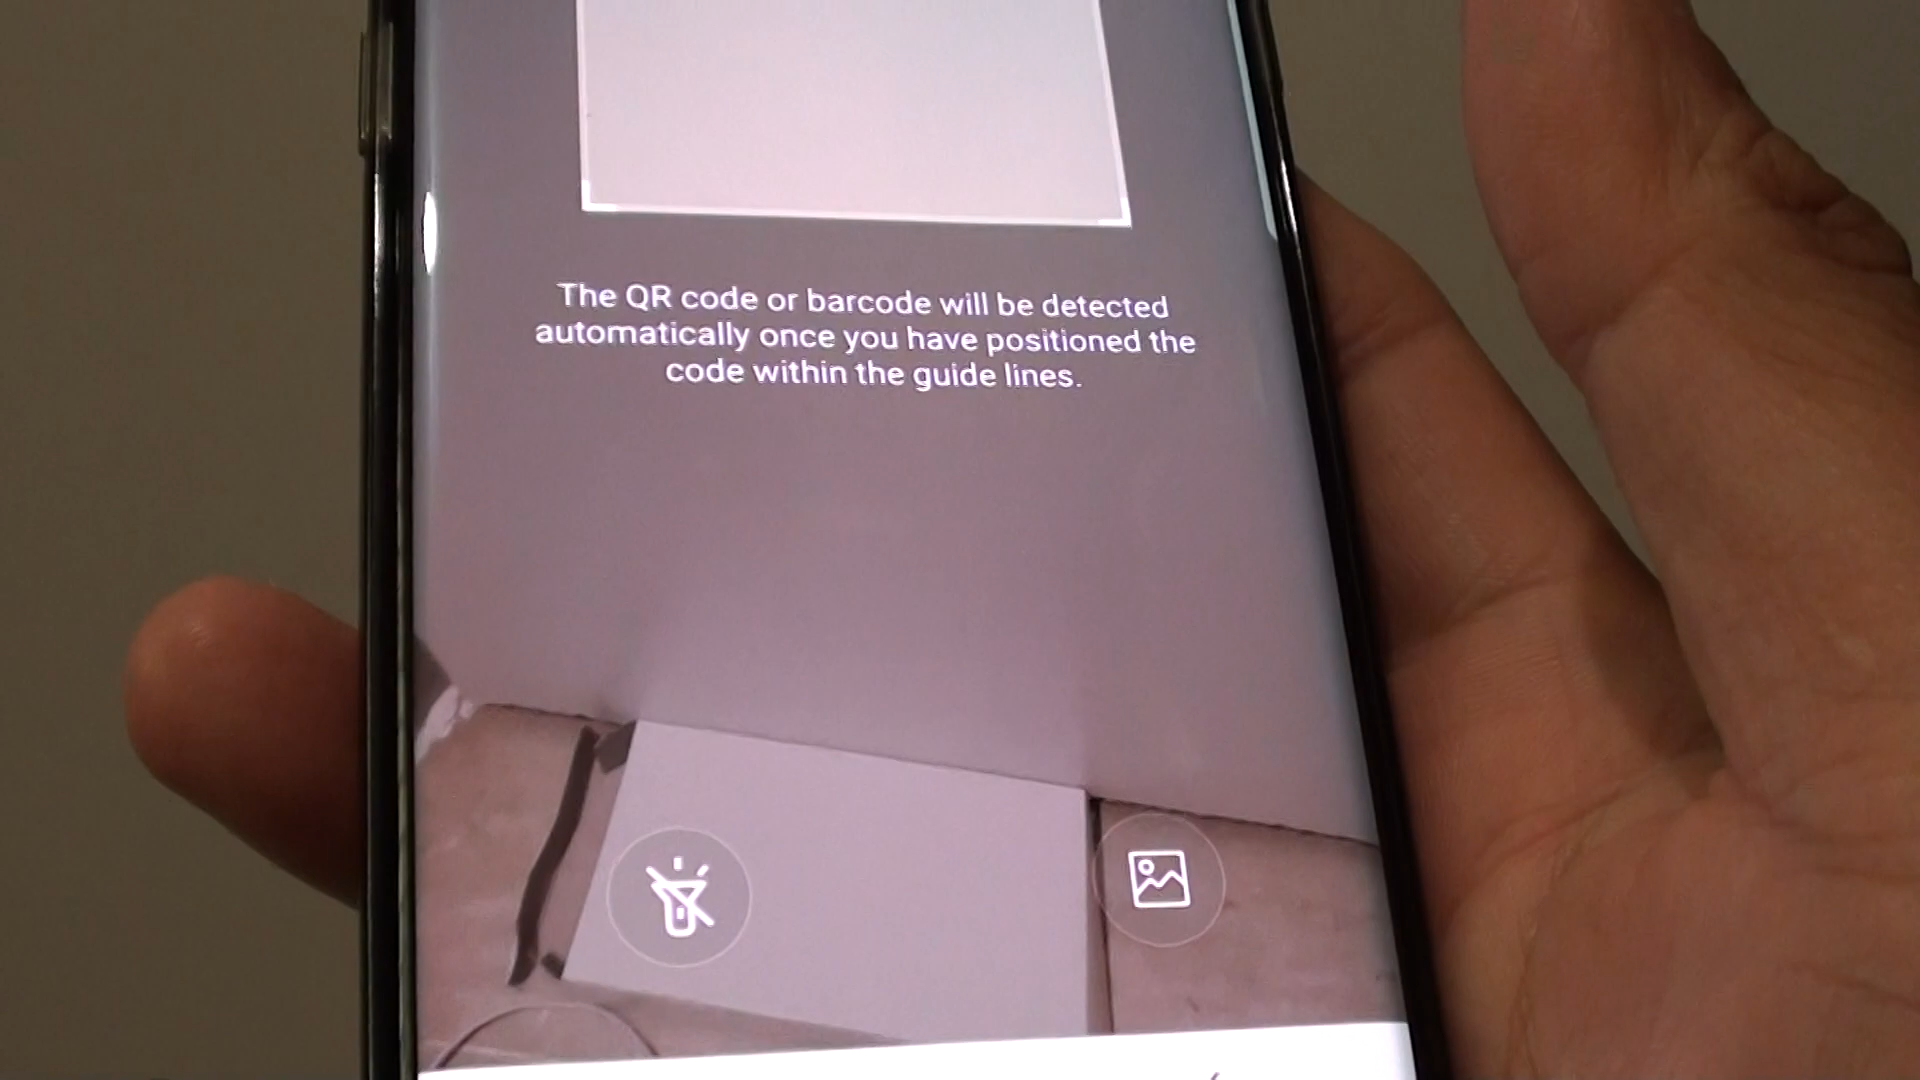 The QR code or barcode will be detected
automatically once you have positioned the
code within the guide lines.